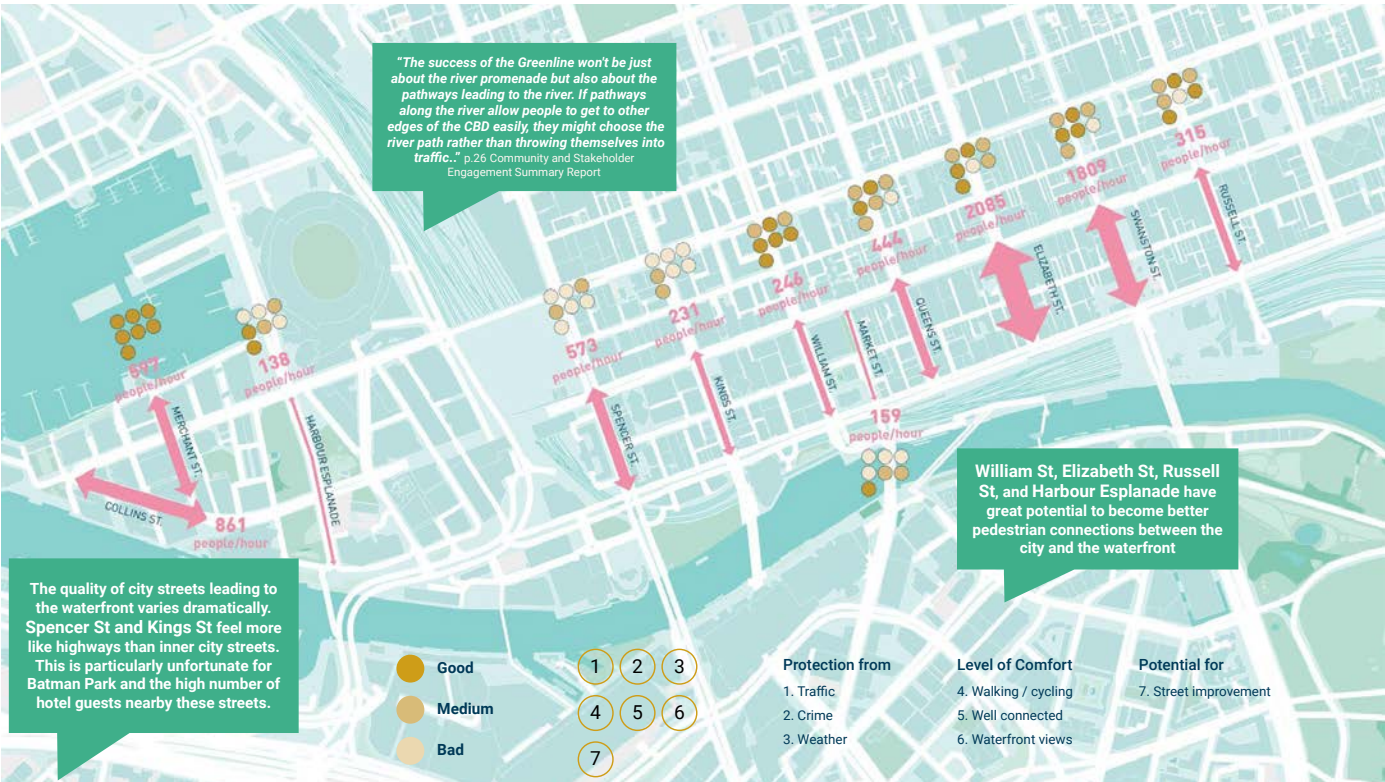 "The success of the Greenline won't be just
about the river promenade but also about the
pathways leading to the river. If pathways
along the river allow people to get to other
edges of the CBD easily, they might choose the
river path rather than throwing themselves into
traffic.." p.26 Community and Stakeholder
Engagement Summary Report
315
people/hour
RUSSELL ST.
1809
people/hour
SWANSTON ST.
2085
people/hour
ELIZABETH ST.
444
people/hour
QUEENS ST.
246
people/hour
WILLIAM ST.
MARKET ST.
159
people/hour
231
people/hour
KINGS ST.
573
people/hour
SPENCER ST.
138
people/hour
HARBOUR ESPLANADE
597
people/hour
MERCHANT ST.
COLLINS ST.
861
people/hour
William St, Elizabeth St, Russell
St, and Harbour Esplanade have
great potential to become better
pedestrian connections between the
city and the waterfront
The quality of city streets leading to
the waterfront varies dramatically.
Spencer St and Kings St feel more
like highways than inner city streets.
This is particularly unfortunate for
Batman Park and the high number of
hotel guests nearby these streets.
Good
Medium
Bad
1 2 3
4 5 6
7
Protection from
1. Traffic
2. Crime
3. Weather
Level of Comfort
4. Walking / cycling
5. Well connected
6. Waterfront views
Potential for
7. Street improvement